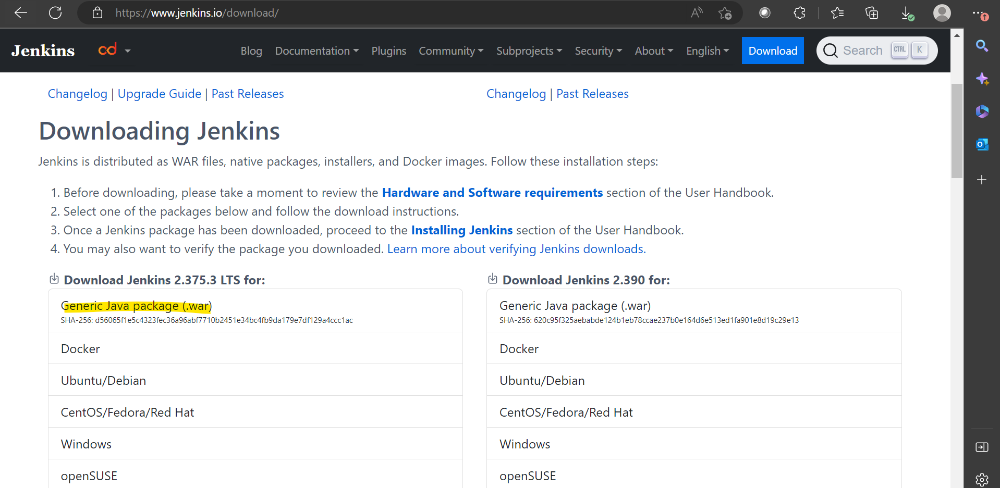 https://www.jenkins.io/download/
Jenkins
Blog Documentation Plugins Community Subprojects Security About English Download Search CTRL K
Changelog | Upgrade Guide | Past Releases
Changelog | Past Releases
Downloading Jenkins
Jenkins is distributed as WAR files, native packages, installers, and Docker images. Follow these installation steps:
1. Before downloading, please take a moment to review the Hardware and Software requirements section of the User Handbook.
2. Select one of the packages below and follow the download instructions.
3. Once a Jenkins package has been downloaded, proceed to the Installing Jenkins section of the User Handbook.
4. You may also want to verify the package you downloaded. Learn more about verifying Jenkins downloads.
Download Jenkins 2.375.3 LTS for:
Generic Java package (.war)
SHA-256: d56065f1e5c4323fec36a96abf7710b2451e34bc4fb9da179e7df129a4ccc1ac
Docker
Ubuntu/Debian
CentOS/Fedora/Red Hat
Windows
openSUSE
Download Jenkins 2.390 for:
Generic Java package (.war)
SHA-256: 620c95f325aebabde124b1eb78ccae237b0e164d6e513ed1fa901e8d19c29e13
Docker
Ubuntu/Debian
CentOS/Fedora/Red Hat
Windows
openSUSE